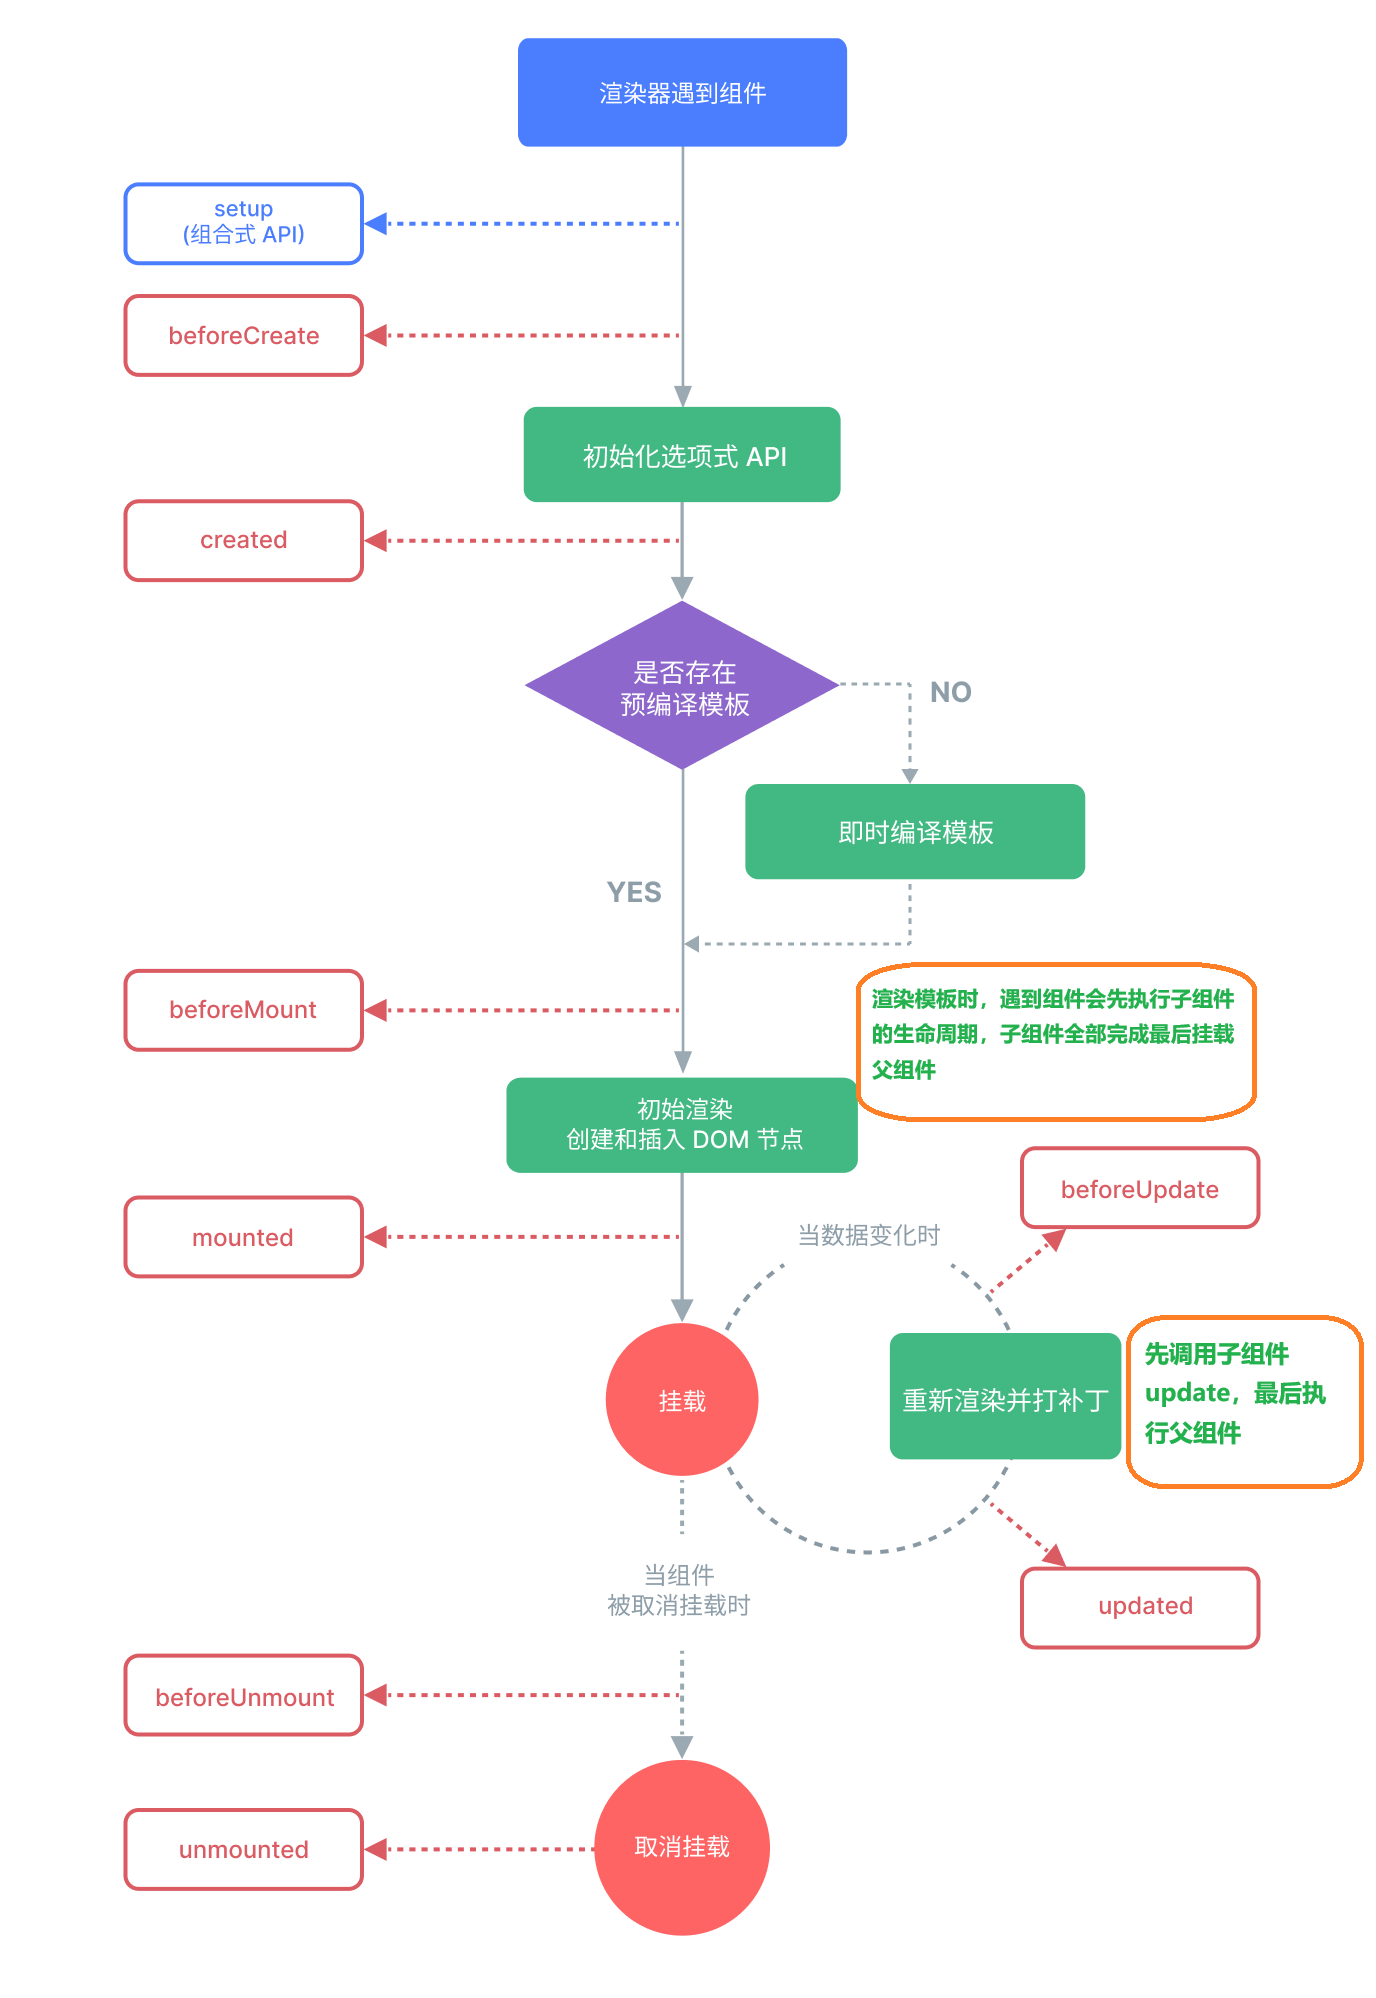 渲染器遇到组件
setup
(组合式 API)
beforeCreate
初始化选项式 API
created
是否存在
预编译模板
NO
即时编译模板
YES
beforeMount
渲染模板时，遇到组件会先执行子组件
的生命周期，子组件全部完成最后挂载
父组件
初始渲染
创建和插入 DOM 节点
beforeUpdate
mounted
当数据变化时
挂载
重新渲染并打补丁
先调用子组件
update，最后执
行父组件
当组件
被取消挂载时
updated
beforeUnmount
取消挂载
unmounted